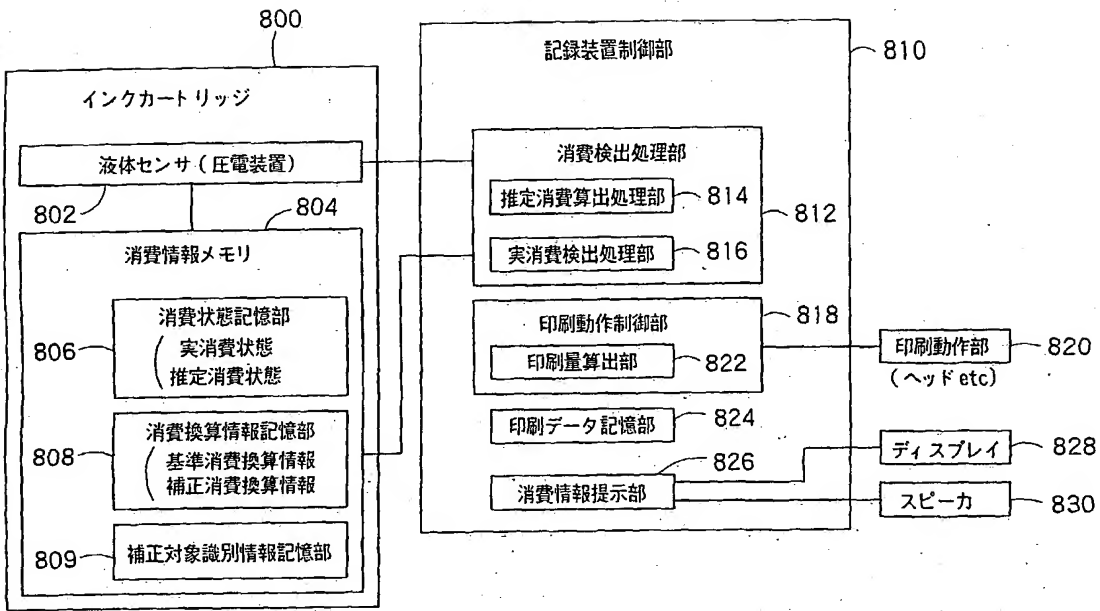 800
インクカートリッジ
液体センサ(圧電装置)
802
804
消費情報メモリ
消費状態記憶部
実消費状態
推定消費状態
806
消費換算情報記憶部
基準消費換算情報
補正消費換算情報
808
補正対象識別情報記憶部
809
記録装置制御部
810
消費検出処理部
推定消費算出処理部
814
812
実消費検出処理部
816
印刷動作制御部
818
印刷量算出部
822
印刷動作部
820
(ヘッドetc)
印刷データ記憶部
824
826
消費情報提示部
ディスプレイ
828
スピーカ
830